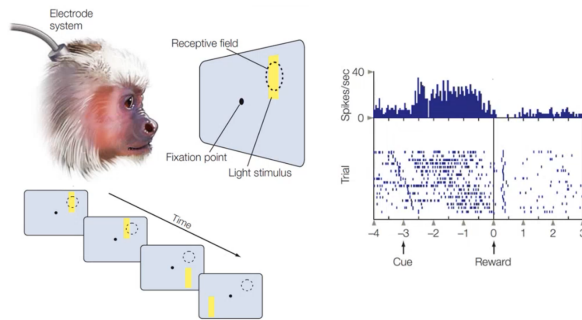 Electrode
system
Receptive field
Fixation point
Light stimulus
Time
40
0
Spikes/sec
Trial
-4 -3 -2 -1 0 1 2 3
Cue
Reward